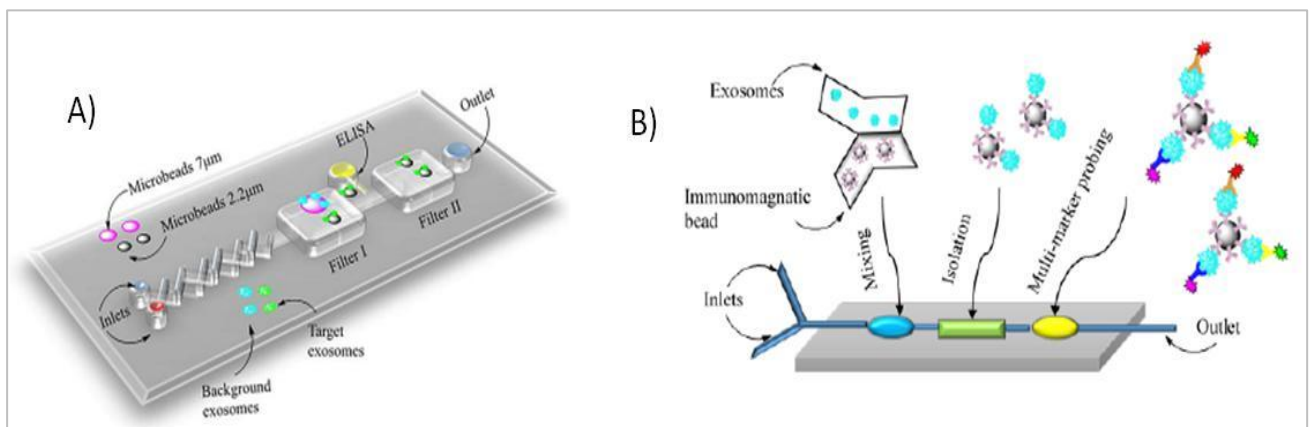 A)
Microbeads 7µm
Microbeads 2.2µm
ELISA
Outlet
Filter II
Filter I
Inlets
Target
exosomes
Background
exosomes
B)
Exosomes
Immunomagnatic
bead
Mixing
Isolation
Multi-marker probing
Inlets
Outlet